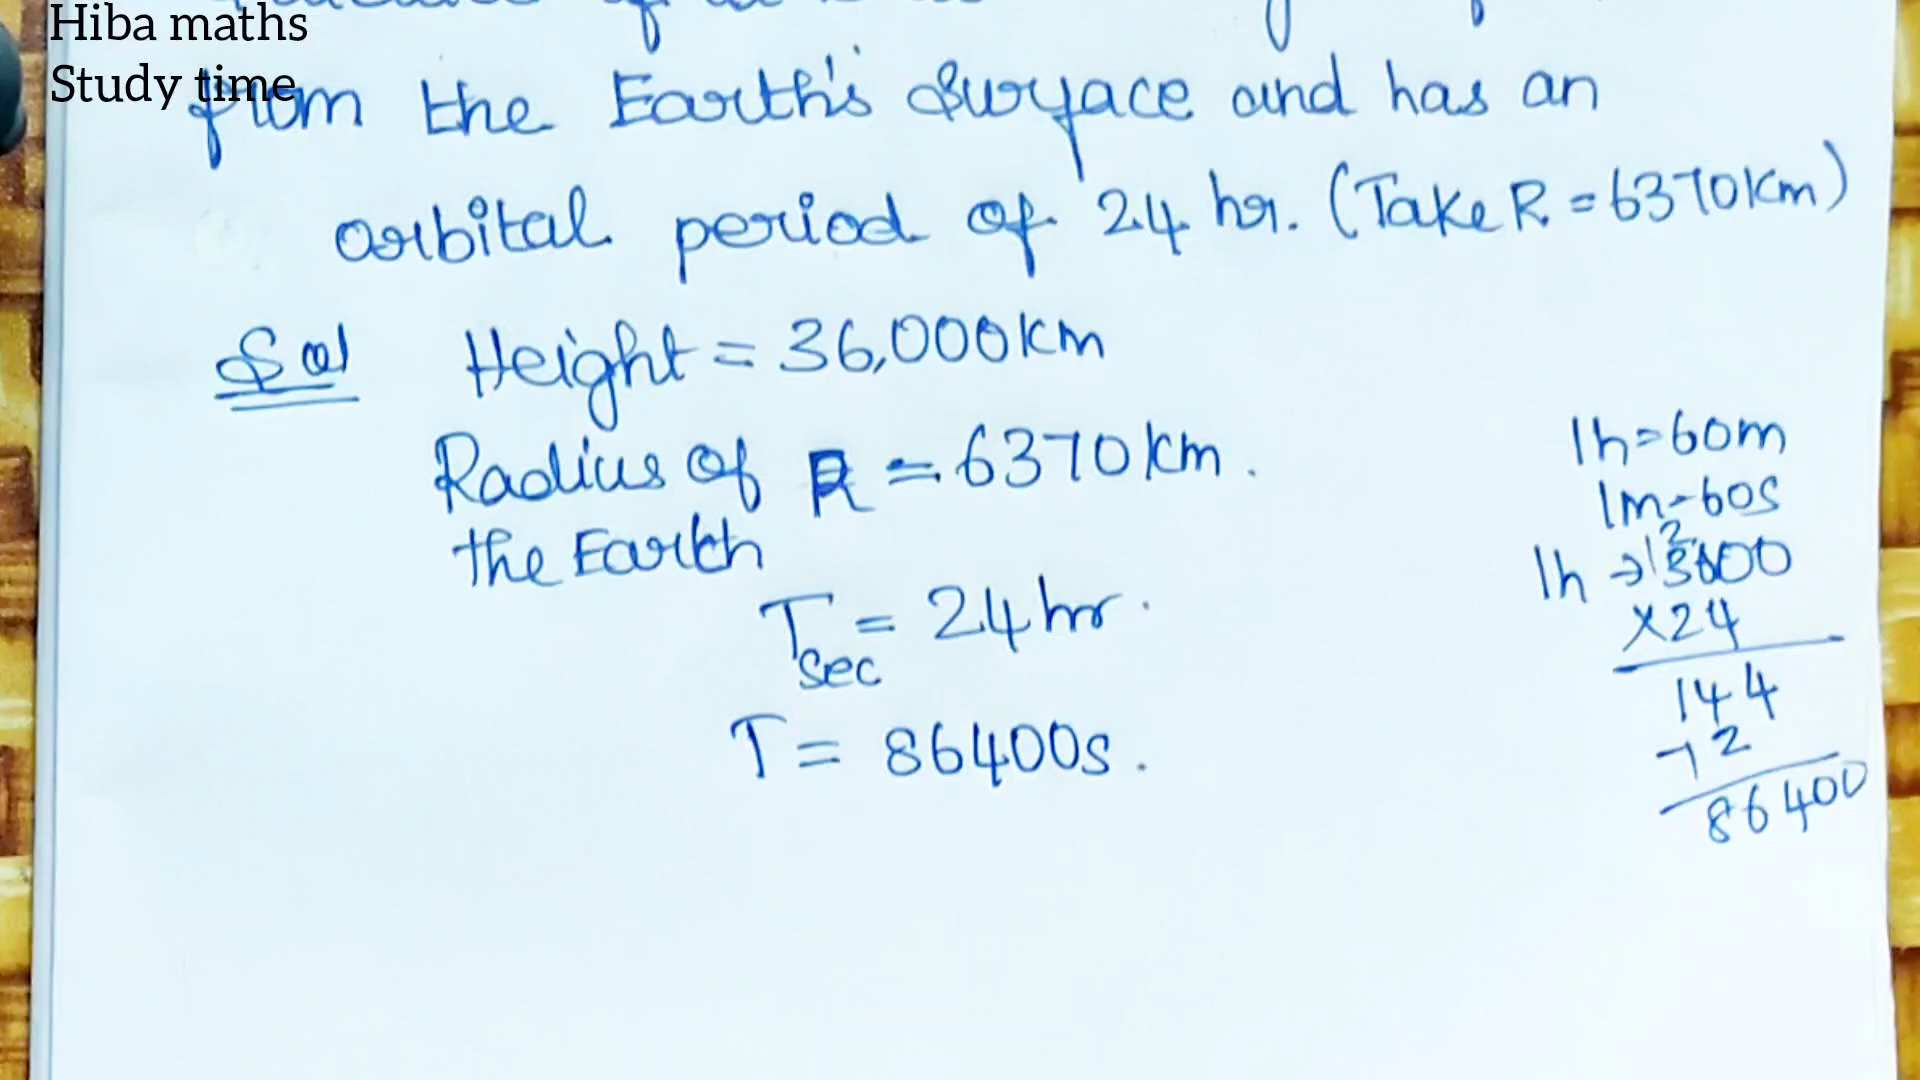 Hiba maths
Study time
from the Earth's surface and has an
orbital period of 24 hr. (Take R = 6370km)
Sol Height = 36,000km
Radius of R = 6370km.
the Earth
T = 24hr.
sec
T = 86400s.
1h=60m
1m-60s
1h → 3600
×24
144
72
86400